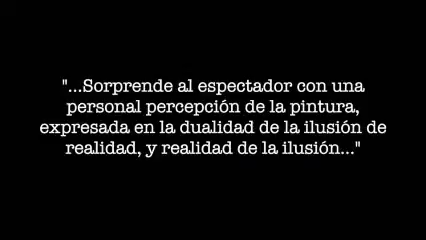 "...Sorprende al espectador con una
personal percepción de la pintura,
expresada en la dualidad de la ilusión de
realidad, y realidad de la ilusión..."